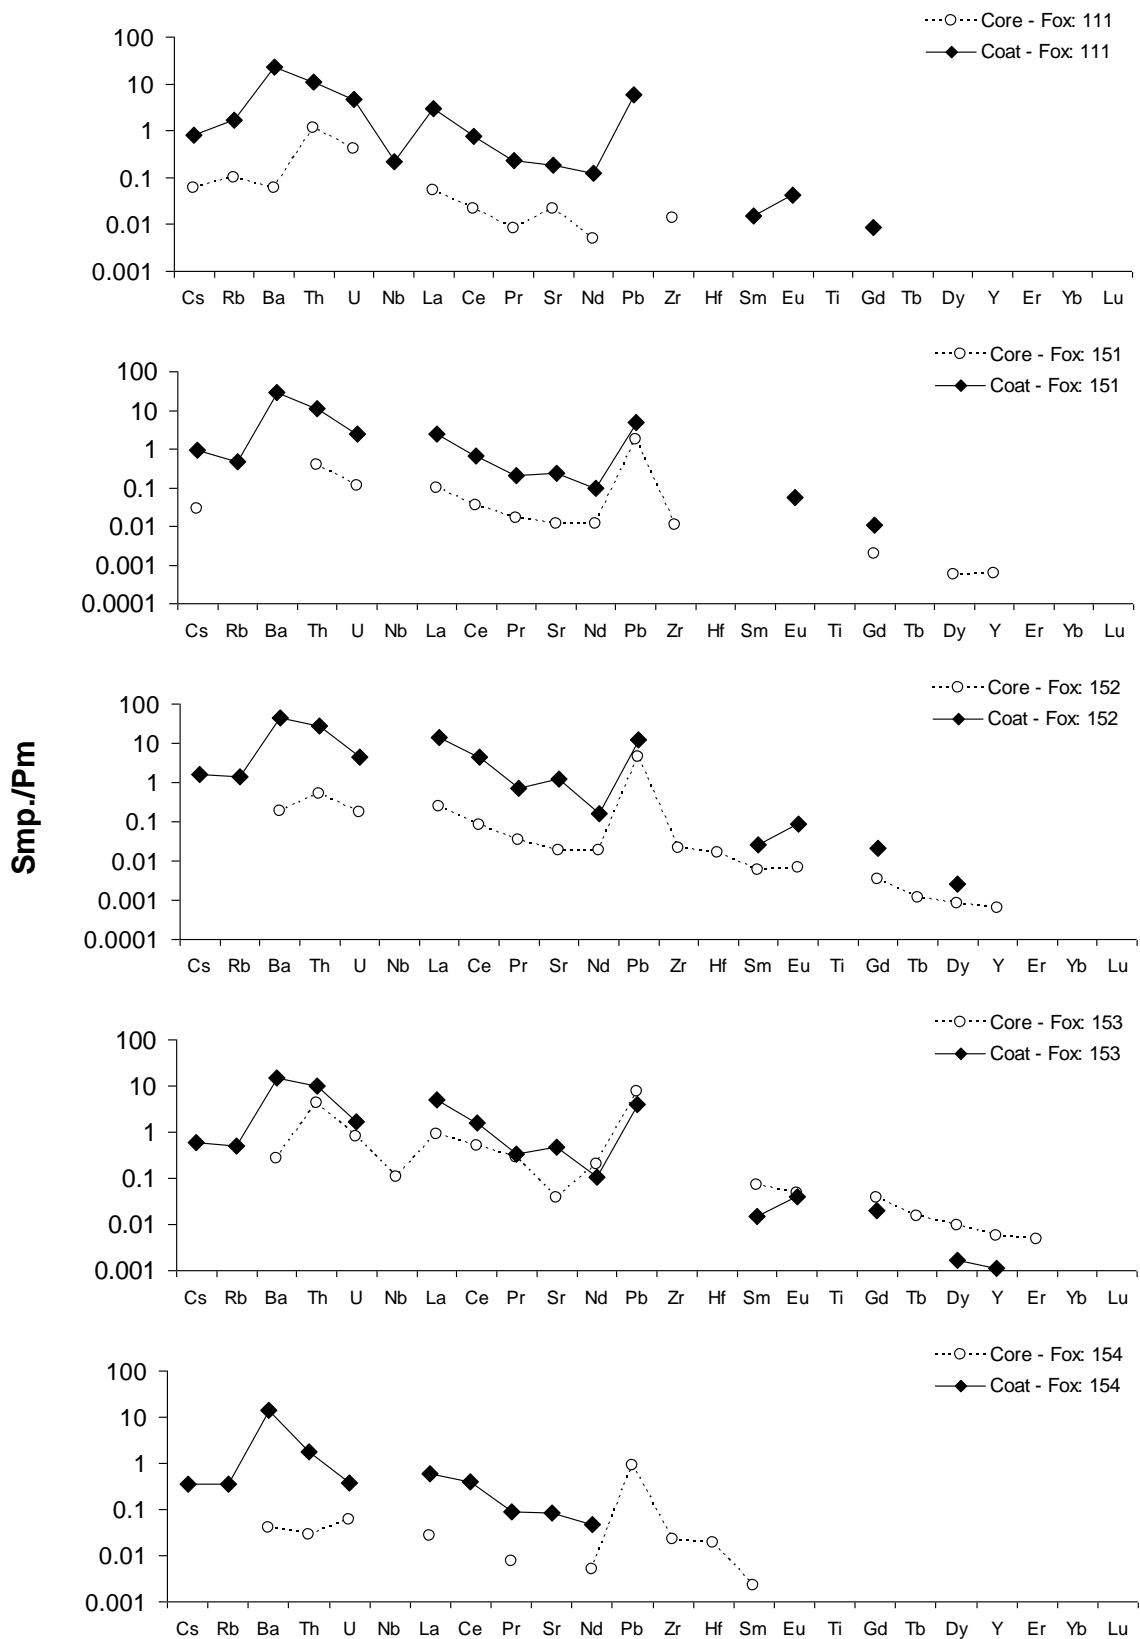 Core - Fox: 111
Coat - Fox: 111
100
10
1
0.1
0.01
0.001
Cs Rb Ba Th U Nb La Ce Pr Sr Nd Pb Zr Hf Sm Eu Ti Gd Tb Dy Y Er Yb Lu
Core - Fox: 151
Coat - Fox: 151
100
10
1
0.1
0.01
0.001
0.0001
Cs Rb Ba Th U Nb La Ce Pr Sr Nd Pb Zr Hf Sm Eu Ti Gd Tb Dy Y Er Yb Lu
Smp./Pm
Core - Fox: 152
Coat - Fox: 152
100
10
1
0.1
0.01
0.001
0.0001
Cs Rb Ba Th U Nb La Ce Pr Sr Nd Pb Zr Hf Sm Eu Ti Gd Tb Dy Y Er Yb Lu
Core - Fox: 153
Coat - Fox: 153
100
10
1
0.1
0.01
0.001
Cs Rb Ba Th U Nb La Ce Pr Sr Nd Pb Zr Hf Sm Eu Ti Gd Tb Dy Y Er Yb Lu
Core - Fox: 154
Coat - Fox: 154
100
10
1
0.1
0.01
0.001
Cs Rb Ba Th U Nb La Ce Pr Sr Nd Pb Zr Hf Sm Eu Ti Gd Tb Dy Y Er Yb Lu